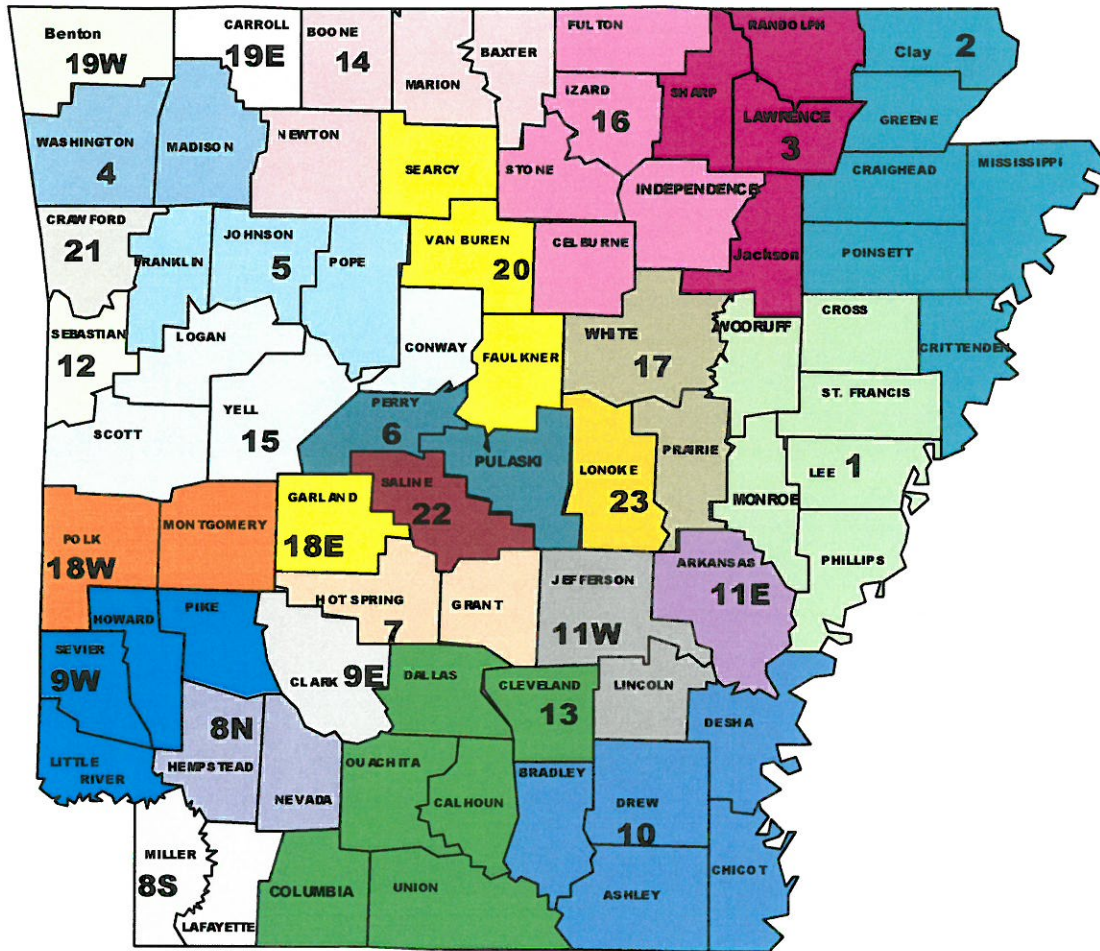 Benton
19W
CARROLL
19E
BOONE
14
MARION
BAXTER
FULTON
RANDOLPH
Clay 2
WASHINGTON
4
MADISON
NEWTON
SEARCY
IZARD
16
STONE
SHARP
LAWRENCE
3
GREENE
CRAIGHEAD
MISSISSIPPI
INDEPENDENCE
CRAWFORD
21
FRANKLIN
JOHNSON
5
POPE
VAN BUREN
20
CELBURNE
Jackson
POINSETT
SEBASTIAN
12
LOGAN
CONWAY
FAULKNER
WHITE
17
WOORUFF
CROSS
CRITTENDEN
SCOTT
YELL
15
PERRY
6
PULASKI
LONOKE
23
PRAIRIE
ST. FRANCIS
LEE 1
MONROE
PHILLIPS
POLK
18W
MONTGOMERY
GARLAND
18E
SALINE
22
HOT SPRING
7
GRANT
JEFFERSON
11W
ARKANSAS
11E
HOWARD
PIKE
SEVIER
9W
CLARK 9E
DALLAS
CLEVELAND
13
LINCOLN
DESHA
LITTLE
RIVER
8N
HEMPSTEAD
NEVADA
OUACHITA
CALHOUN
BRADLEY
DREW
10
CHICOT
MILLER
8S
LAFAYETTE
COLUMBIA
UNION
ASHLEY